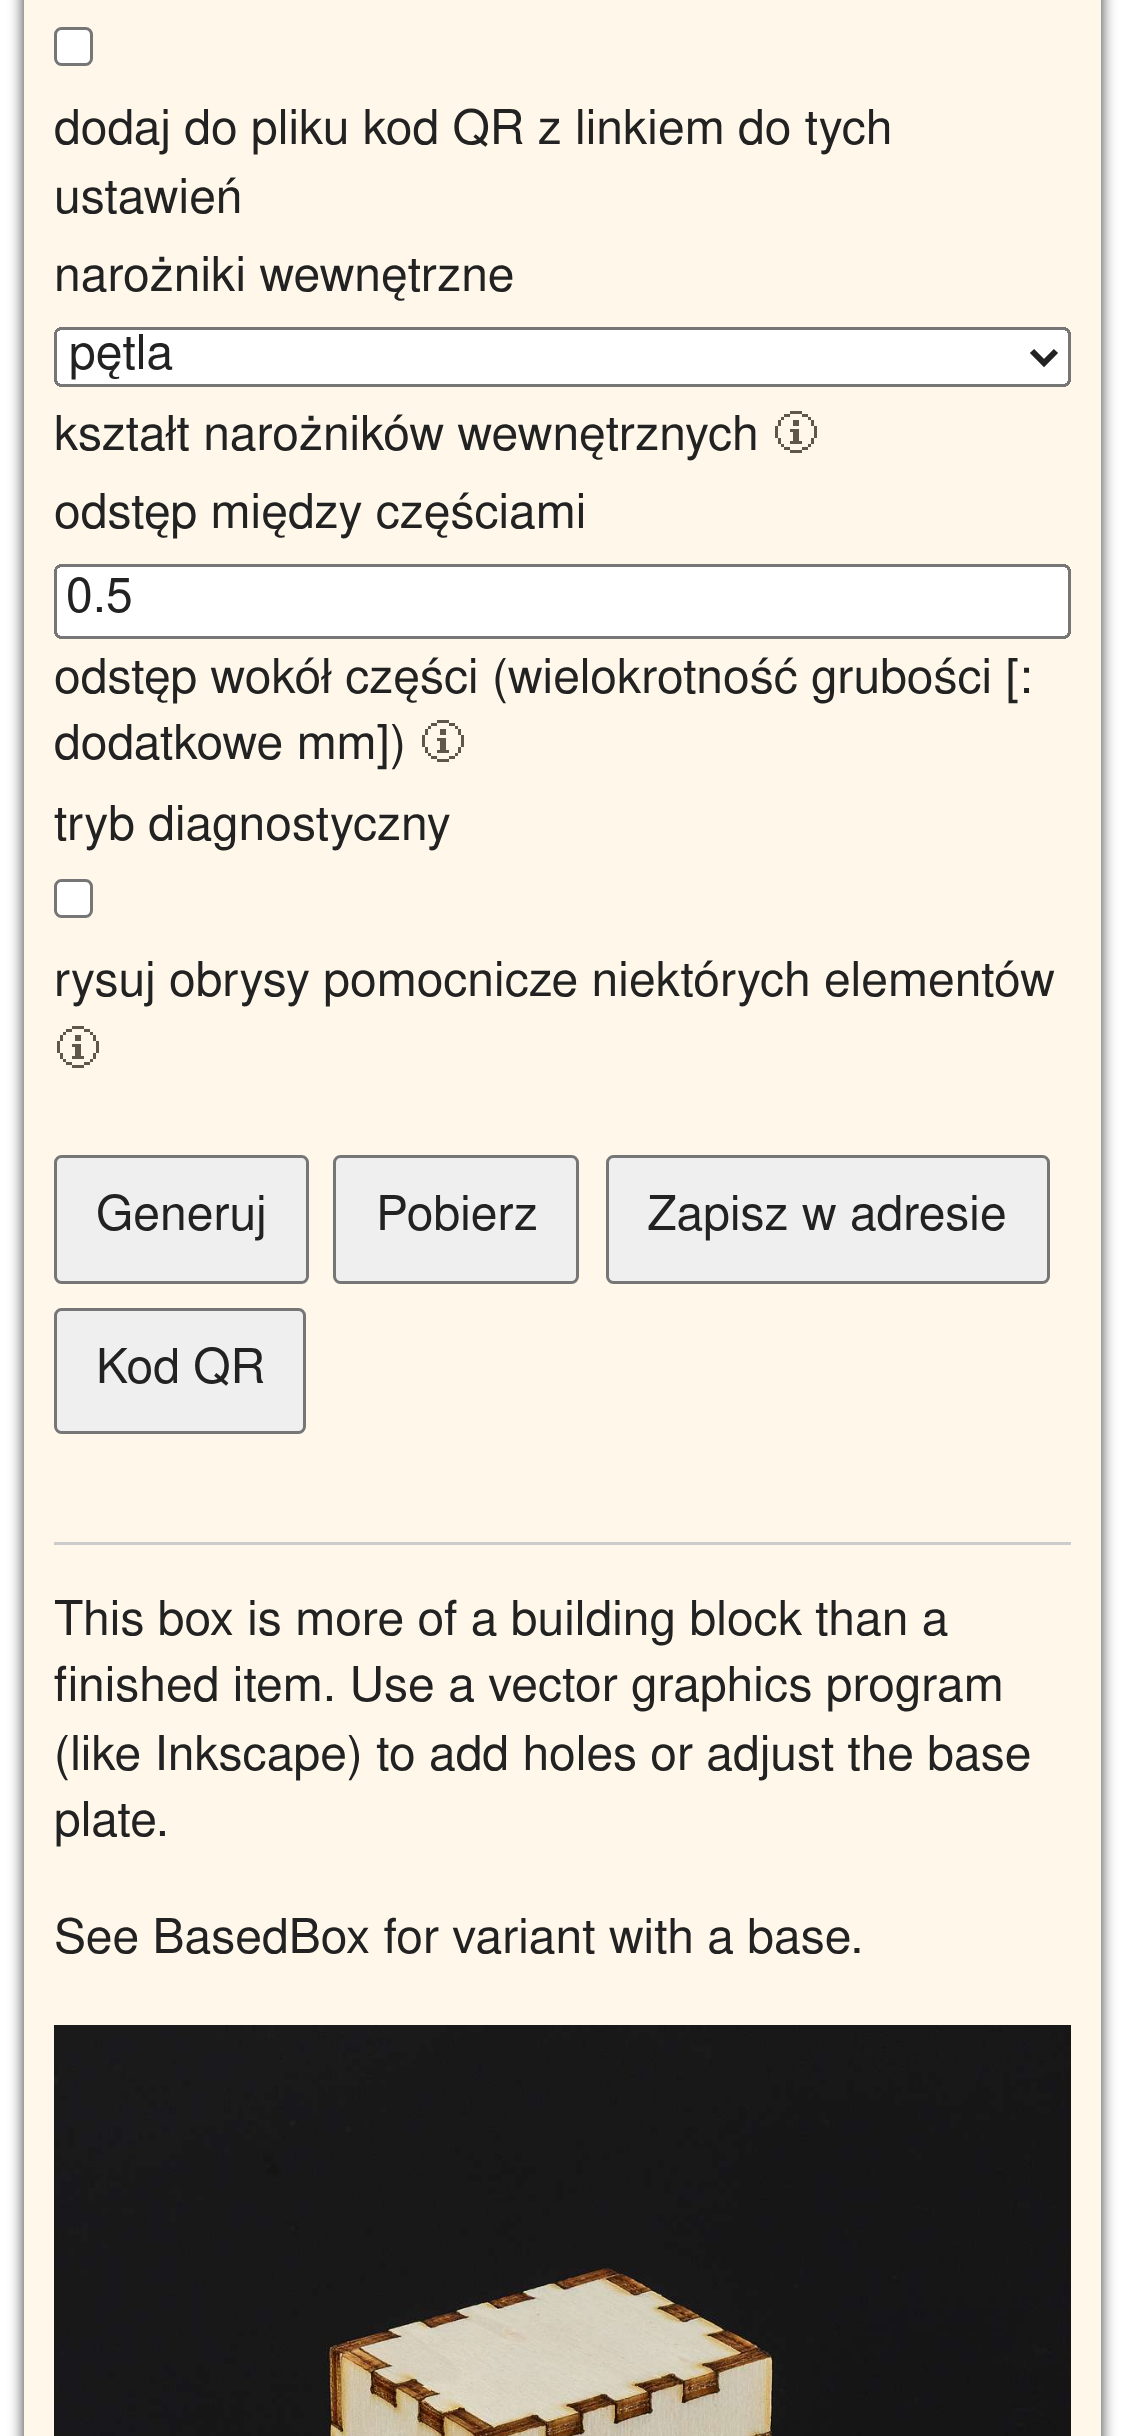 dodaj do pliku kod QR z linkiem do tych
ustawień
narożniki wewnętrzne
pętla
kształt narożników wewnętrznych
odstęp między częściami
0.5
odstęp wokół części (wielokrotność grubości [:
dodatkowe mm])
tryb diagnostyczny
rysuj obrysy pomocnicze niektórych elementów
Generuj Pobierz Zapisz w adresie
Kod QR
This box is more of a building block than a
finished item. Use a vector graphics program
(like Inkscape) to add holes or adjust the base
plate.
See BasedBox for variant with a base.